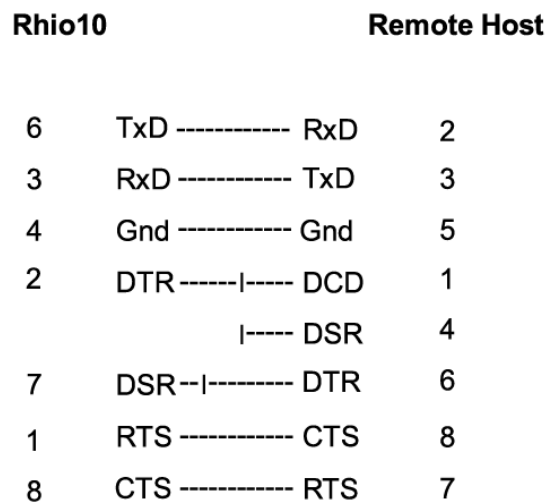 Rhio10 Remote Host
6 TxD ------------ RxD 2
3 RxD ------------ TxD 3
4 Gnd ------------ Gnd 5
2 DTR ------|----- DCD 1
|----- DSR 4
7 DSR --|--------- DTR 6
1 RTS ------------ CTS 8
8 CTS ------------ RTS 7